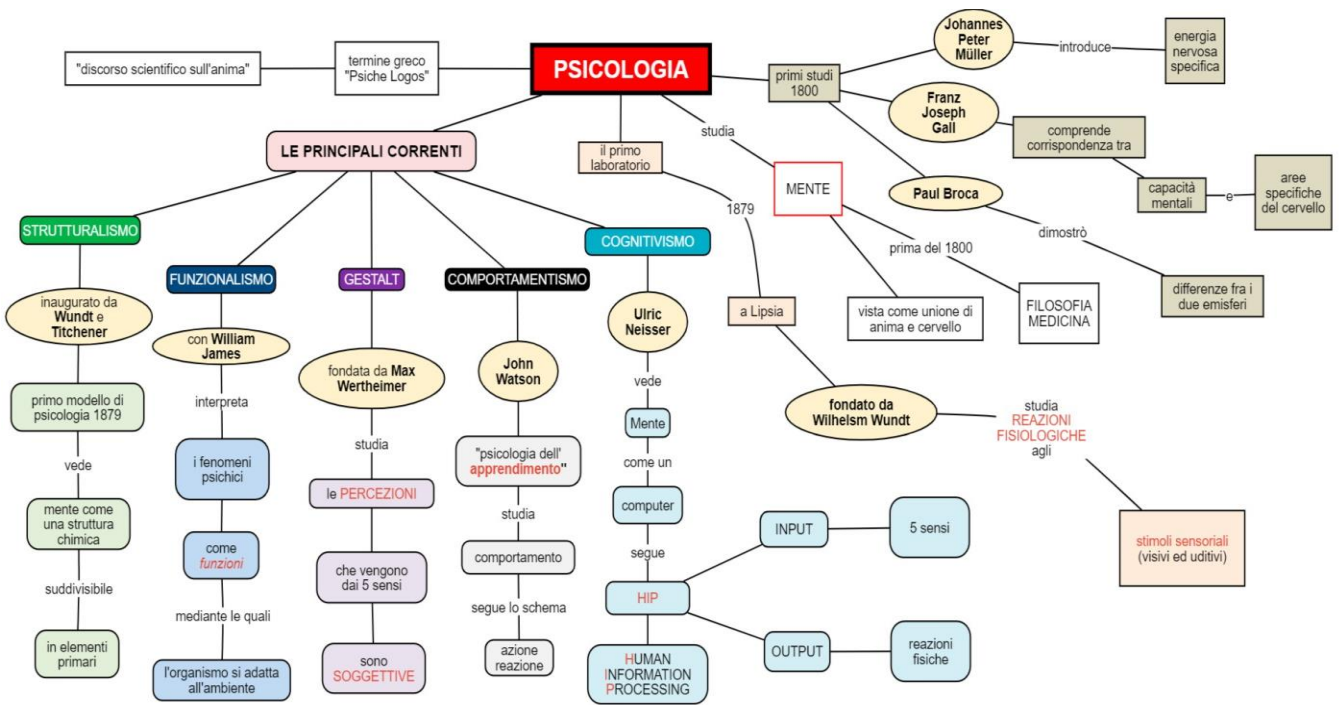 "discorso scientifico sull'anima"
termine greco
"Psiche Logos"
PSICOLOGIA
primi studi
1800
Johannes
Peter
Müller
introduce
energia
nervosa
specifica
Franz
Joseph
Gall
comprende
corrispondenza tra
capacità
mentali
e
aree
specifiche
del cervello
Paul Broca
dimostrò
differenze fra i
due emisferi
studia
MENTE
prima del 1800
FILOSOFIA
MEDICINA
vista come unione di
anima e cervello
il primo
laboratorio
1879
a Lipsia
fondato da
Wilhelsm Wundt
studia
REAZIONI
FISIOLOGICHE
agli
stimoli sensoriali
(visivi ed uditivi)
LE PRINCIPALI CORRENTI
STRUTTURALISMO
inaugurato da
Wundt e
Titchener
primo modello di
psicologia 1879
vede
mente come
una struttura
chimica
suddivisibile
in elementi
primari
FUNZIONALISMO
con William
James
interpreta
i fenomeni
psichici
come
funzioni
mediante le quali
l'organismo si adatta
all'ambiente
GESTALT
fondata da Max
Wertheimer
studia
le PERCEZIONI
che vengono
dai 5 sensi
sono
SOGGETTIVE
COMPORTAMENTISMO
John
Watson
"psicologia dell'
apprendimento"
studia
comportamento
segue lo schema
azione
reazione
COGNITIVISMO
Ulric
Neisser
vede
Mente
come un
computer
segue
HIP
HUMAN
INFORMATION
PROCESSING
INPUT
5 sensi
OUTPUT
reazioni
fisiche